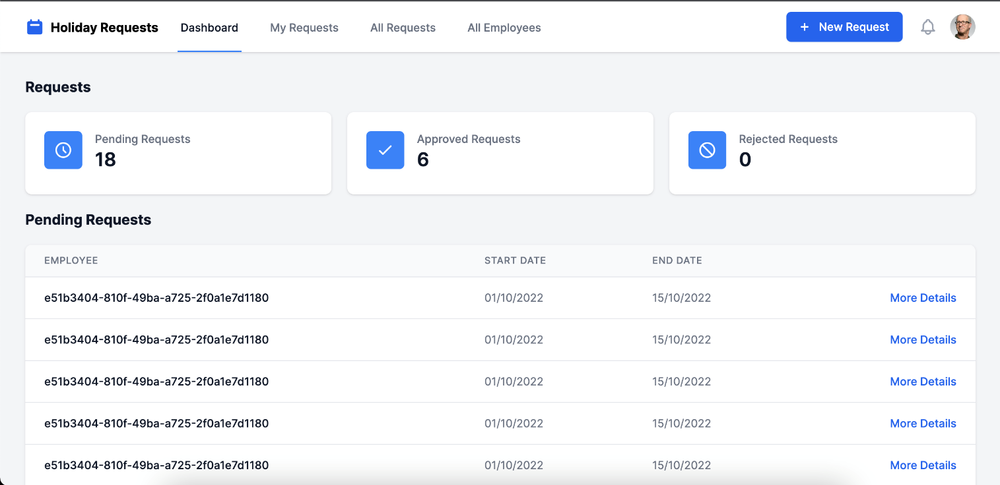 Holiday Requests Dashboard My Requests All Requests All Employees + New Request
Requests
Pending Requests Approved Requests Rejected Requests
18 6 0
Pending Requests
EMPLOYEE START DATE END DATE
e51b3404-810f-49ba-a725-2f0a1e7d1180 01/10/2022 15/10/2022 More Details
e51b3404-810f-49ba-a725-2f0a1e7d1180 01/10/2022 15/10/2022 More Details
e51b3404-810f-49ba-a725-2f0a1e7d1180 01/10/2022 15/10/2022 More Details
e51b3404-810f-49ba-a725-2f0a1e7d1180 01/10/2022 15/10/2022 More Details
e51b3404-810f-49ba-a725-2f0a1e7d1180 01/10/2022 15/10/2022 More Details